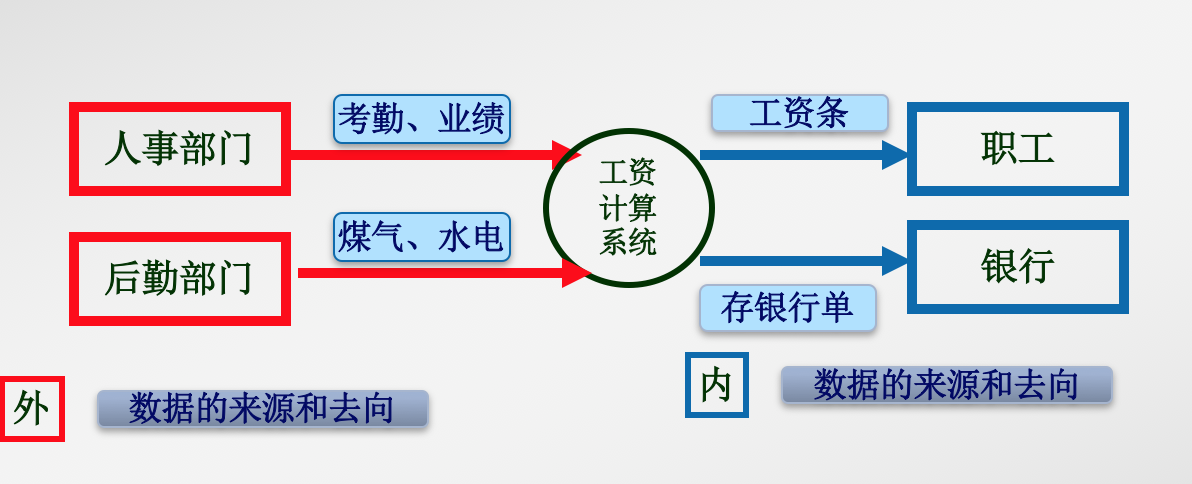 人事部门
考勤、业绩
工资条
职工
工资
计算
系统
后勤部门
煤气、水电
银行
存银行单
外
数据的来源和去向
内
数据的来源和去向